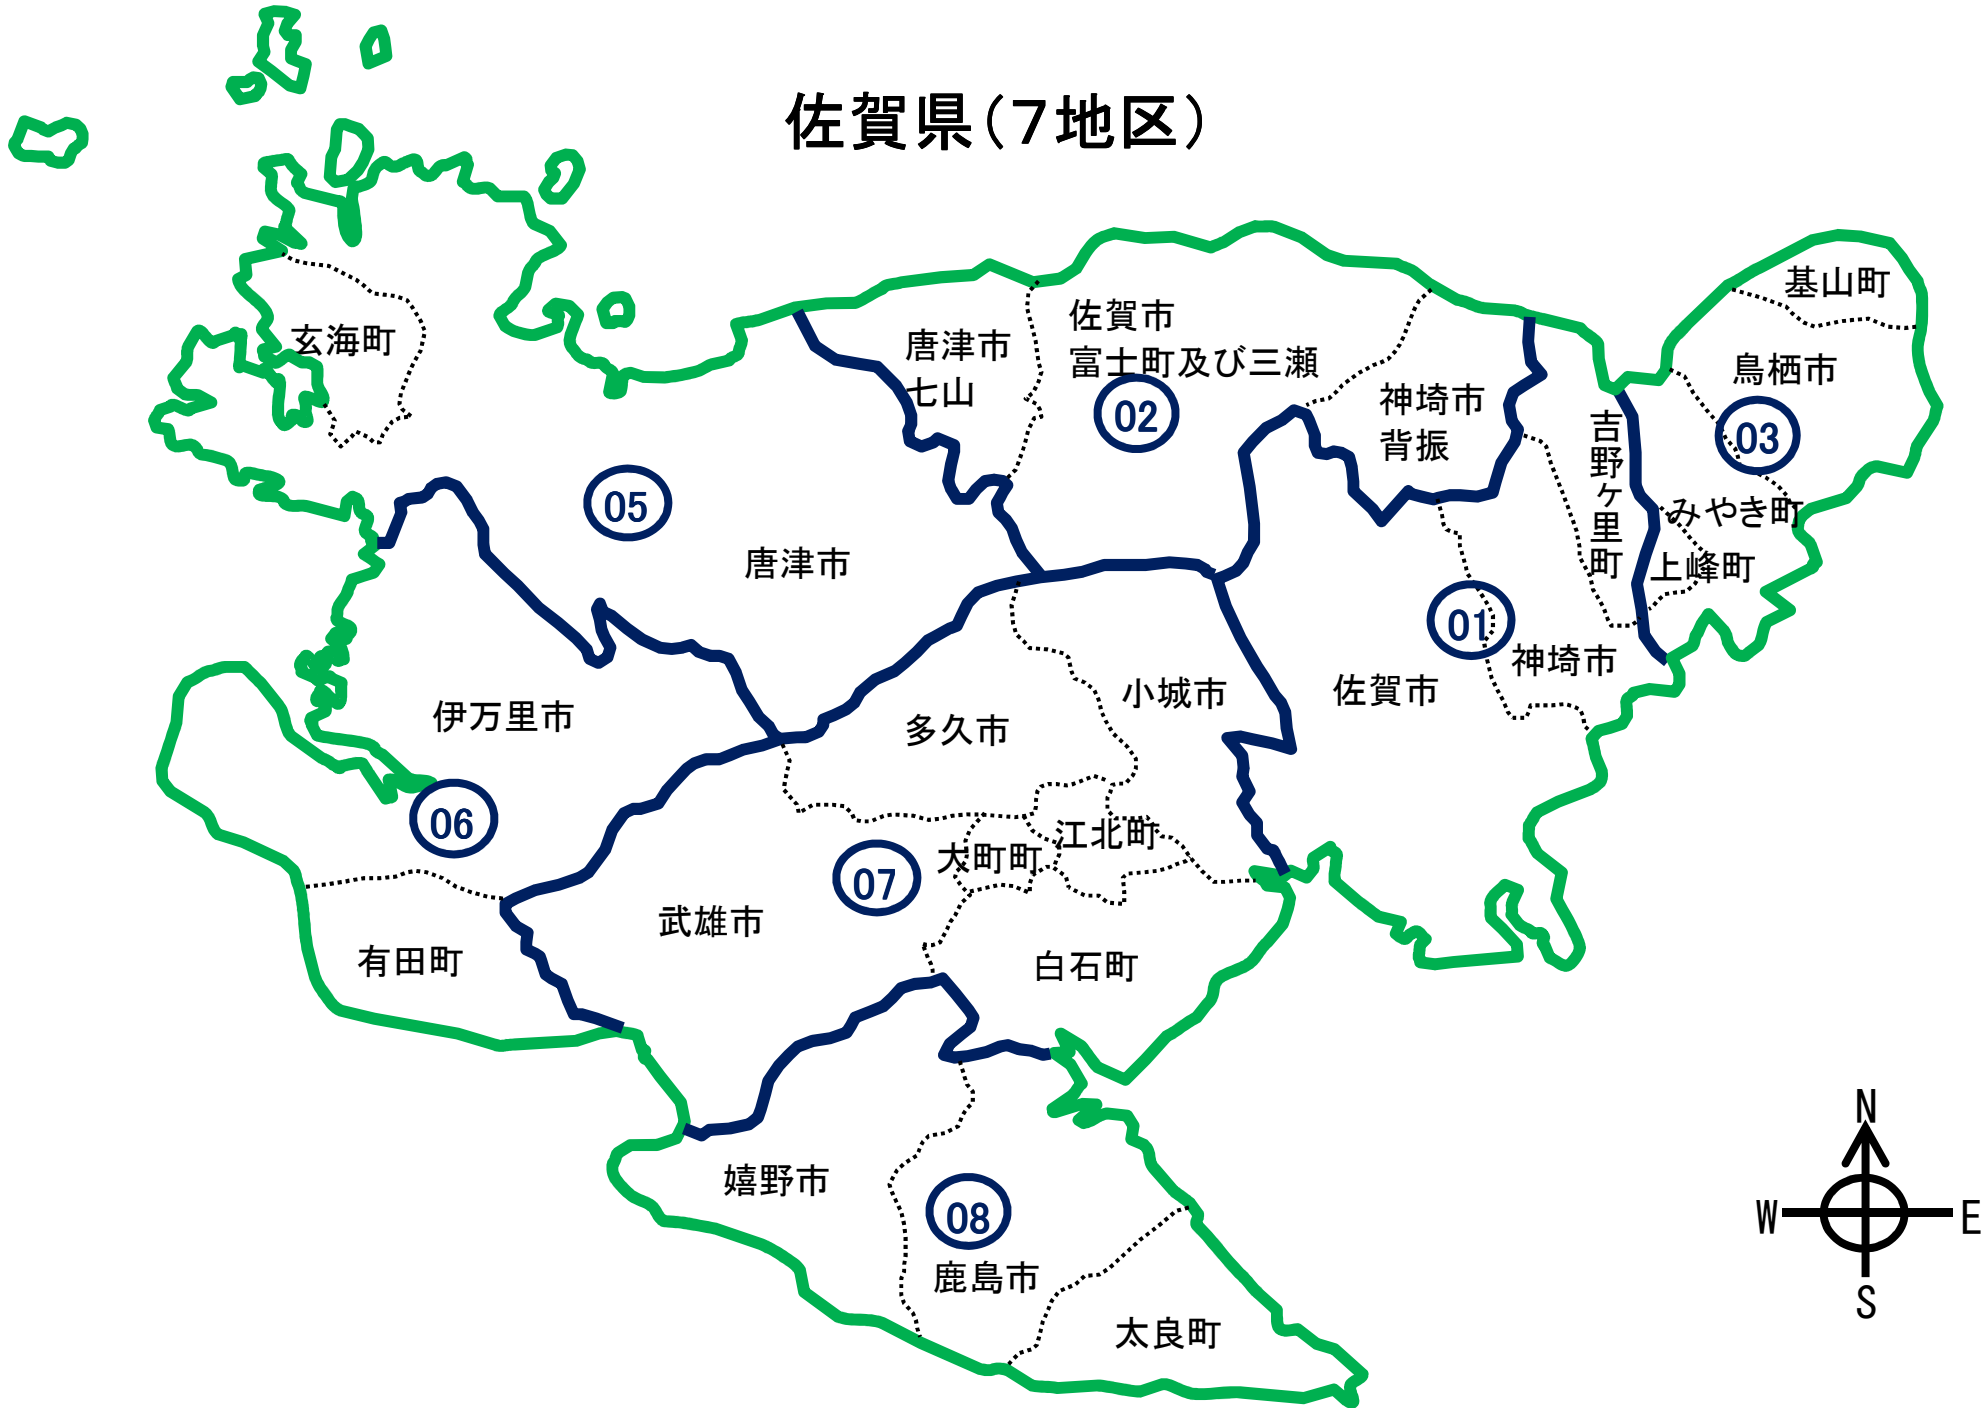 佐賀県(7地区)
基山町
玄海町
唐津市
七山
佐賀市
富士町及び三瀬
02
神埼市
背振
吉野ヶ里町
鳥栖市
03
みやき町
上峰町
05
唐津市
01
神埼市
佐賀市
小城市
多久市
伊万里市
06
江北町
大町町
07
武雄市
有田町
白石町
嬉野市
08
鹿島市
太良町
N
W
E
S